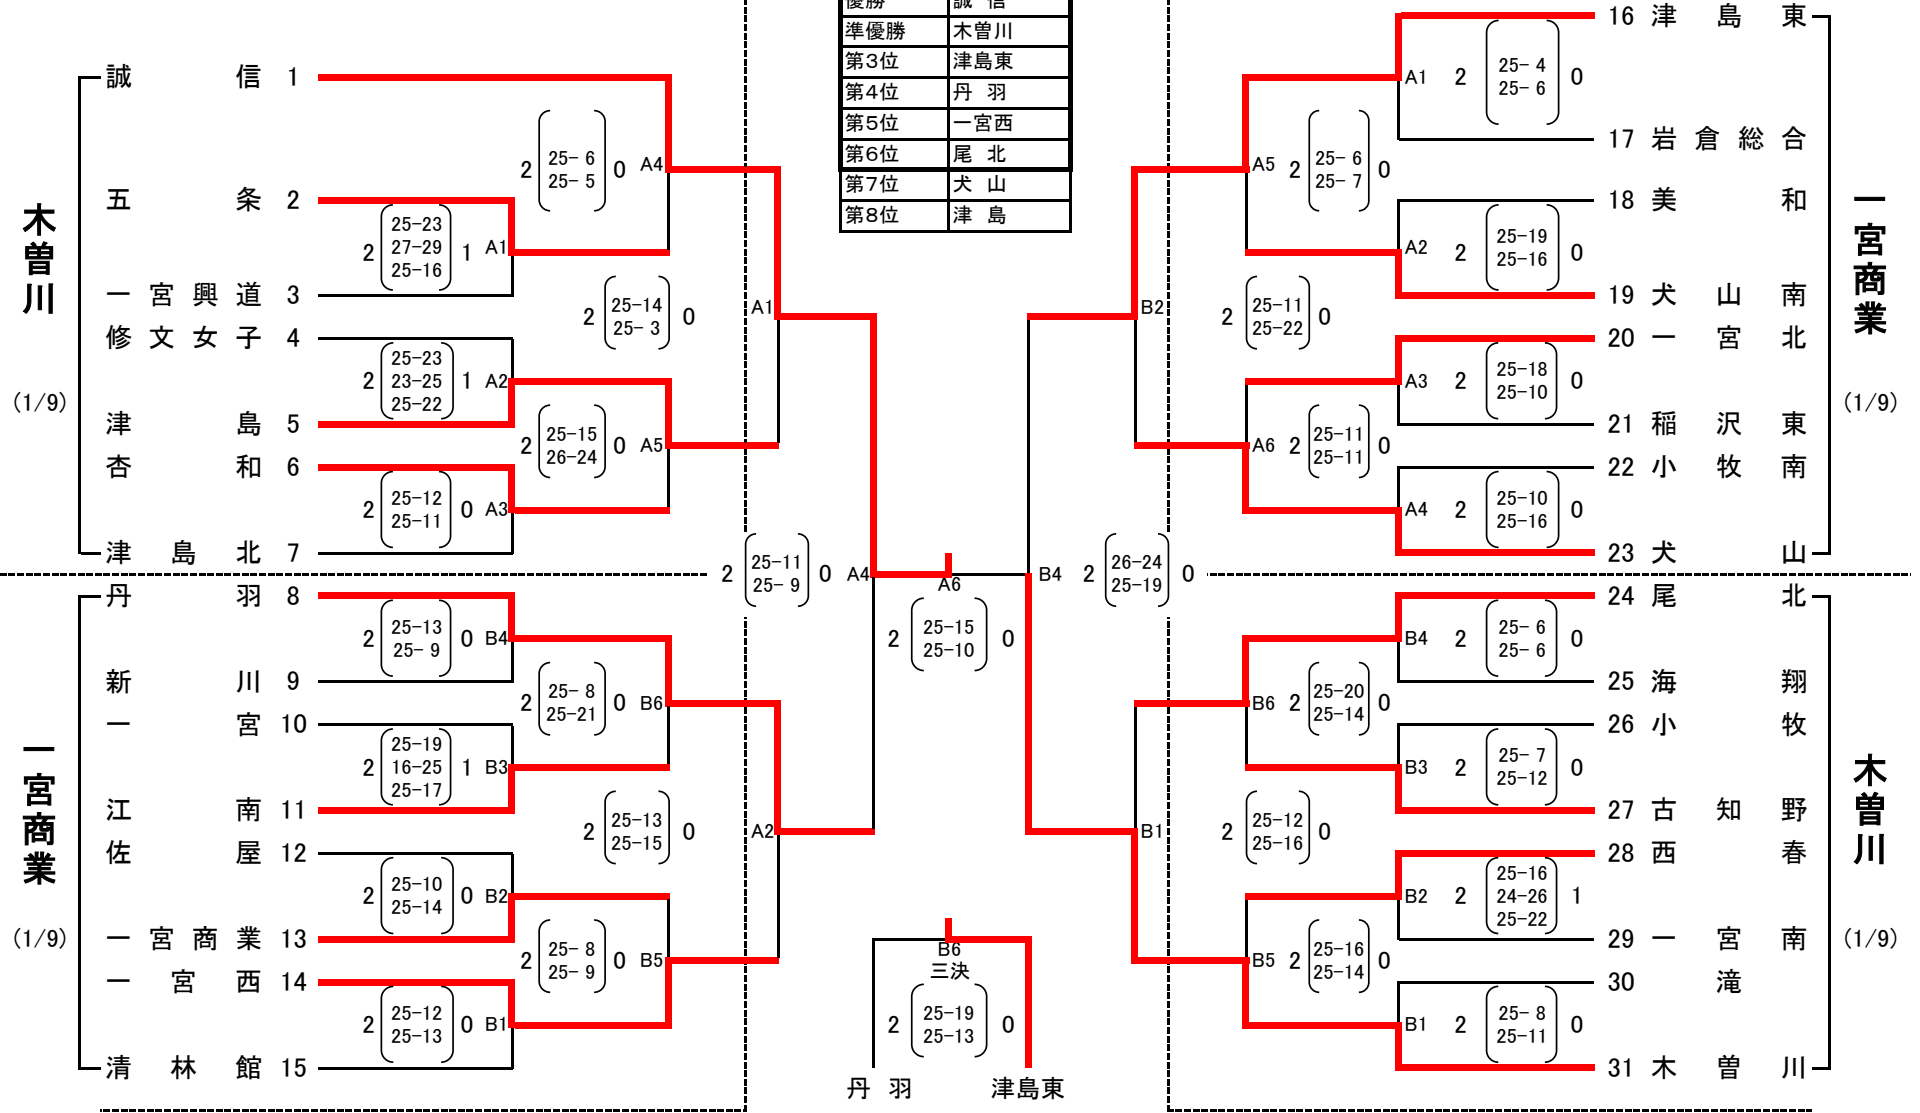 優勝 誠 信
準優勝 木曽川
第3位 津島東
第4位 丹 羽
第5位 一宮西
第6位 尾 北
第7位 犬 山
第8位 津 島
木曽川
(1/9)
誠 信 1
五 条 2
一宮興道 3
修文女子 4
津 島 5
杏 和 6
津島北 7
2 25-23 27-29 25-16 1 A1
2 25-23 23-25 25-22 1 A2
2 25-12 25-11 0 A3
2 25- 6 25- 5 0 A4
2 25-15 26-24 0 A5
2 25-14 25- 3 0 A1
一宮商業
(1/9)
丹 羽 8
新 川 9
一 宮 10
江 南 11
佐 屋 12
一宮商業 13
一宮西 14
清林館 15
2 25-13 25- 9 0 B4
2 25-19 16-25 25-17 1 B3
2 25-10 25-14 0 B2
2 25-12 25-13 0 B1
2 25- 8 25-21 0 B6
2 25- 8 25- 9 0 B5
2 25-13 25-15 0 A2
2 25-11 25- 9 0 A4
A6
2 25-15 25-10 0
B4 2 26-24 25-19 0
B6
三決
2 25-19 25-13 0
丹 羽 津島東
16 津島東
17 岩倉総合
18 美 和
19 犬山南
20 一宮北
21 稲沢東
22 小牧南
23 犬 山
一宮商業
(1/9)
A1 2 25- 4 25- 6 0
A2 2 25-19 25-16 0
A3 2 25-18 25-10 0
A4 2 25-10 25-16 0
A5 2 25- 6 25- 7 0
A6 2 25-11 25-11 0
B2 2 25-11 25-22 0
24 尾 北
25 海 翔
26 小 牧
27 古知野
28 西 春
29 一宮南
30 滝
31 木曽川
木曽川
(1/9)
B4 2 25- 6 25- 6 0
B3 2 25- 7 25-12 0
B2 2 25-16 24-26 25-22 1
B1 2 25- 8 25-11 0
B6 2 25-20 25-14 0
B5 2 25-16 25-14 0
B1 2 25-12 25-16 0